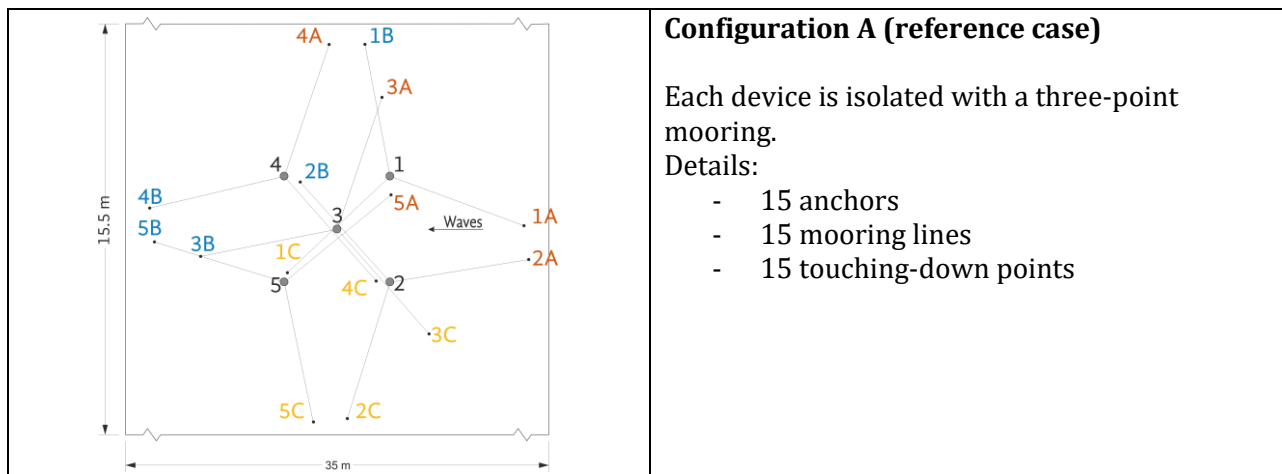 4A
1B
3A
4
2B
1
4B
5A
3
Waves
1A
5B
3B
1C
2A
5
4C
2
3C
5C
2C
15.5 m
35 m
Configuration A (reference case)
Each device is isolated with a three-point
mooring.
Details:
- 15 anchors
- 15 mooring lines
- 15 touching-down points